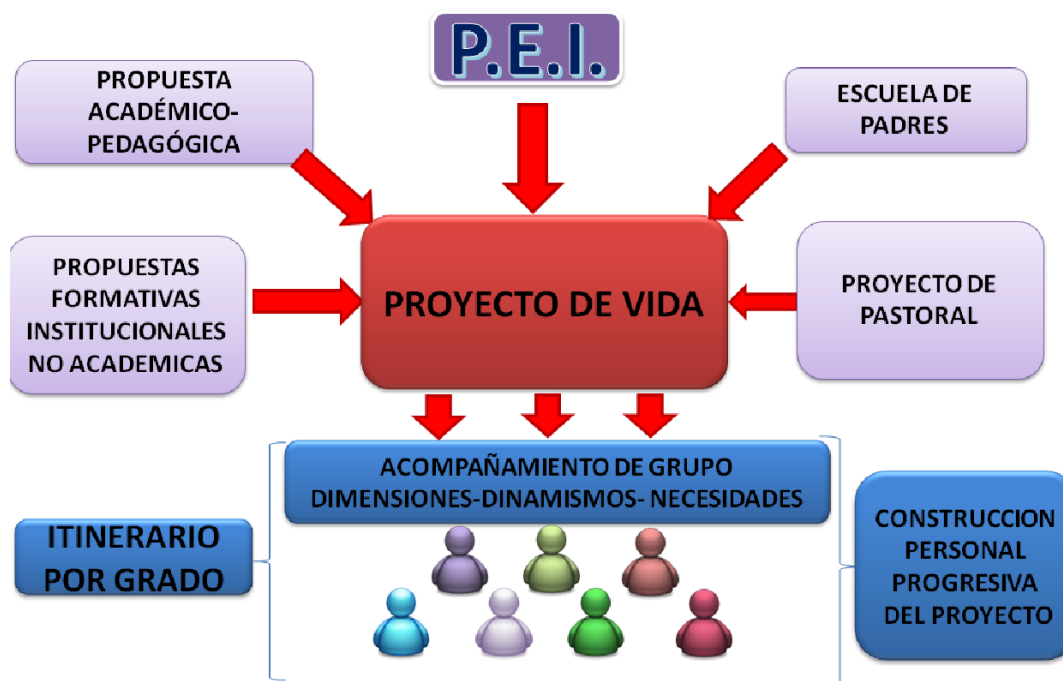 P.E.I.
PROPUESTA
ACADÉMICO-
PEDAGÓGICA
ESCUELA DE
PADRES
PROPUESTAS
FORMATIVAS
INSTITUCIONALES
NO ACADEMICAS
PROYECTO DE VIDA
PROYECTO DE
PASTORAL
ACOMPAÑAMIENTO DE GRUPO
DIMENSIONES-DINAMISMOS- NECESIDADES
ITINERARIO
POR GRADO
CONSTRUCCION
PERSONAL
PROGRESIVA
DEL PROYECTO